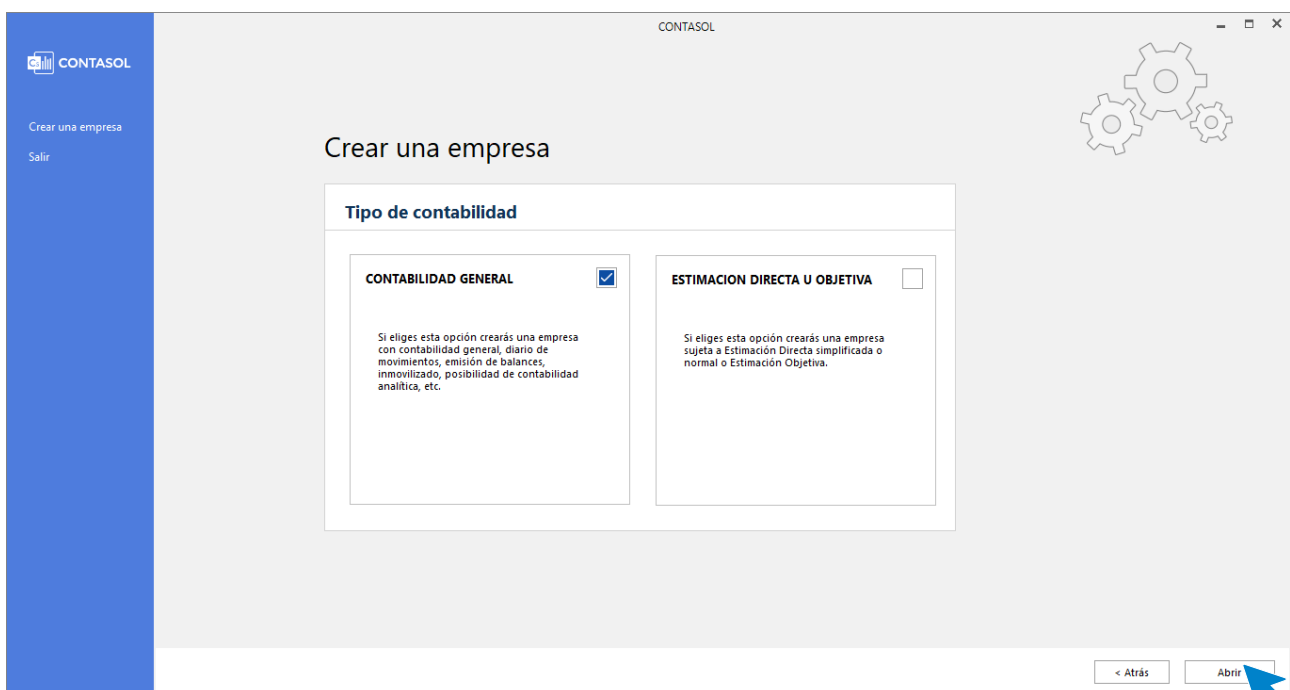 CONTASOL
CONTASOL
Crear una empresa
Salir
Crear una empresa
Tipo de contabilidad
CONTABILIDAD GENERAL
Si eliges esta opción crearás una empresa
con contabilidad general, diario de
movimientos, emisión de balances,
inmovilizado, posibilidad de contabilidad
analítica, etc.
ESTIMACION DIRECTA U OBJETIVA
Si eliges esta opción crearás una empresa
sujeta a Estimación Directa simplificada o
normal o Estimación Objetiva.
< Atrás
Abrir